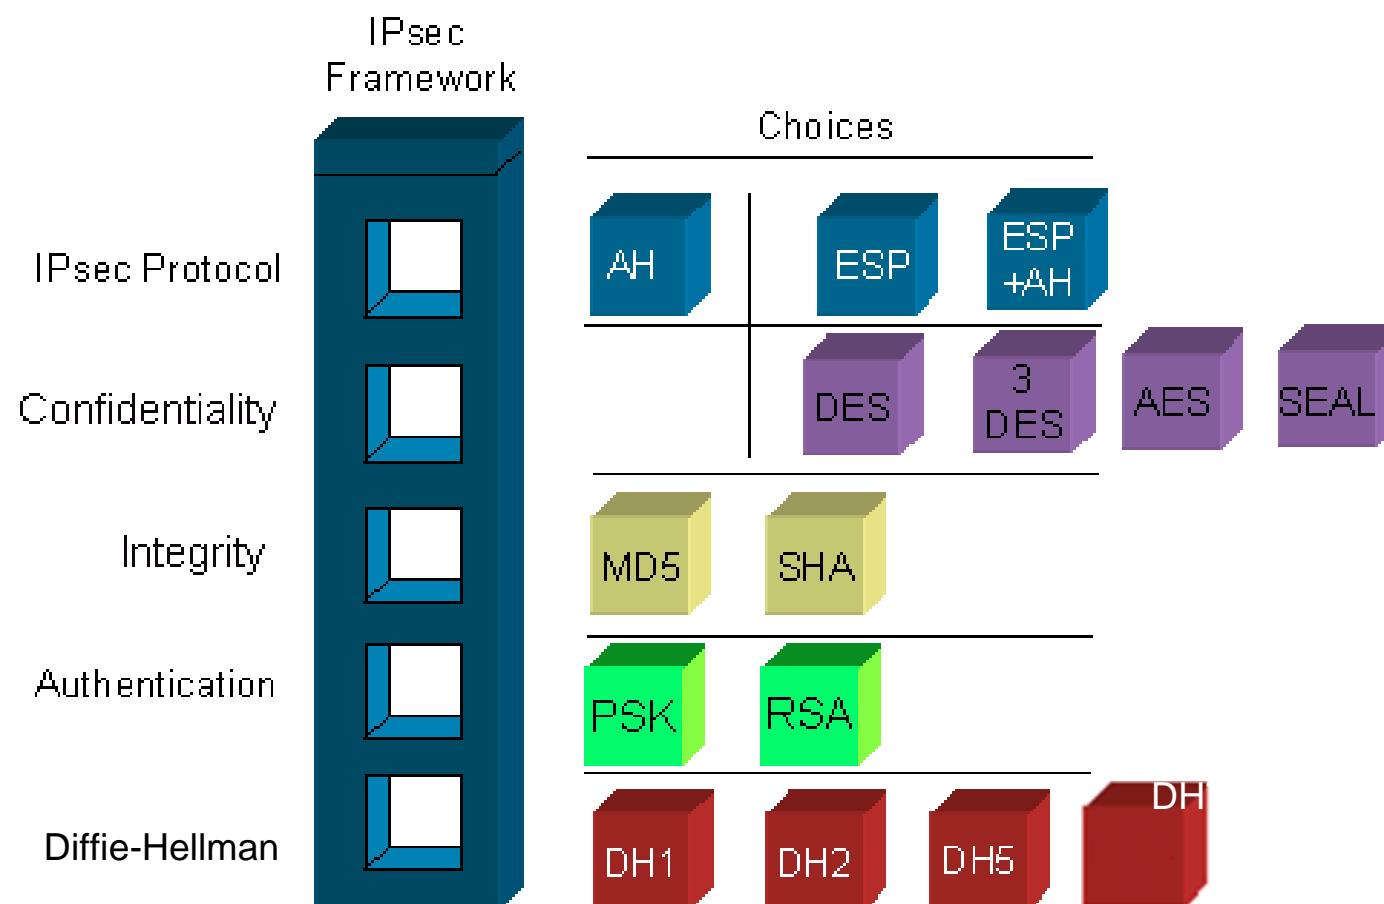 IPsec
Framework
Choices
IPsec Protocol
AH
ESP
ESP
+AH
Confidentiality
DES
3
DES
AES
SEAL
Integrity
MD5
SHA
Authentication
PSK
RSA
Diffie-Hellman
DH1
DH2
DH5
DH